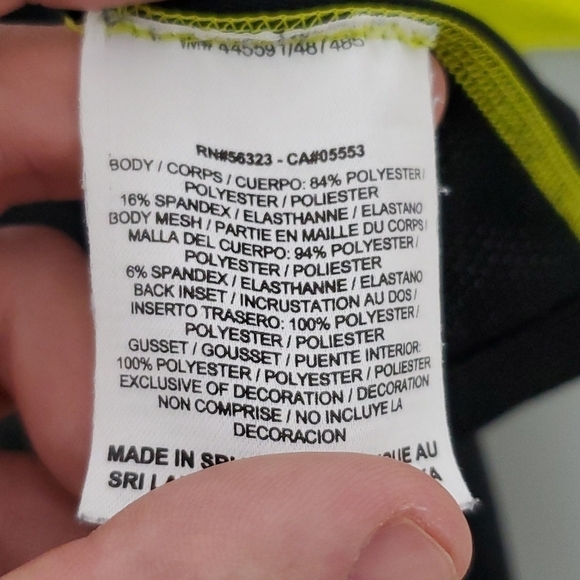 RN#56323 - CA#05553
BODY / CORPS / CUERPO: 84% POLYESTER /
POLYESTER / POLIESTER
16% SPANDEX / ELASTHANNE / ELASTANO
BODY MESH / PARTIE EN MAILLE DU CORPS /
MALLA DEL CUERPO: 94% POLYESTER /
POLYESTER / POLIESTER
6% SPANDEX / ELASTHANNE / ELASTANO
BACK INSET / INCRUSTATION AU DOS /
INSERTO TRASERO: 100% POLYESTER /
POLYESTER / POLIESTER
GUSSET / GOUSSET / PUENTE INTERIOR:
100% POLYESTER / POLYESTER / POLIESTER
EXCLUSIVE OF DECORATION / DECORATION
NON COMPRISE / NO INCLUYE LA
DECORACION
MADE IN AU
SRI